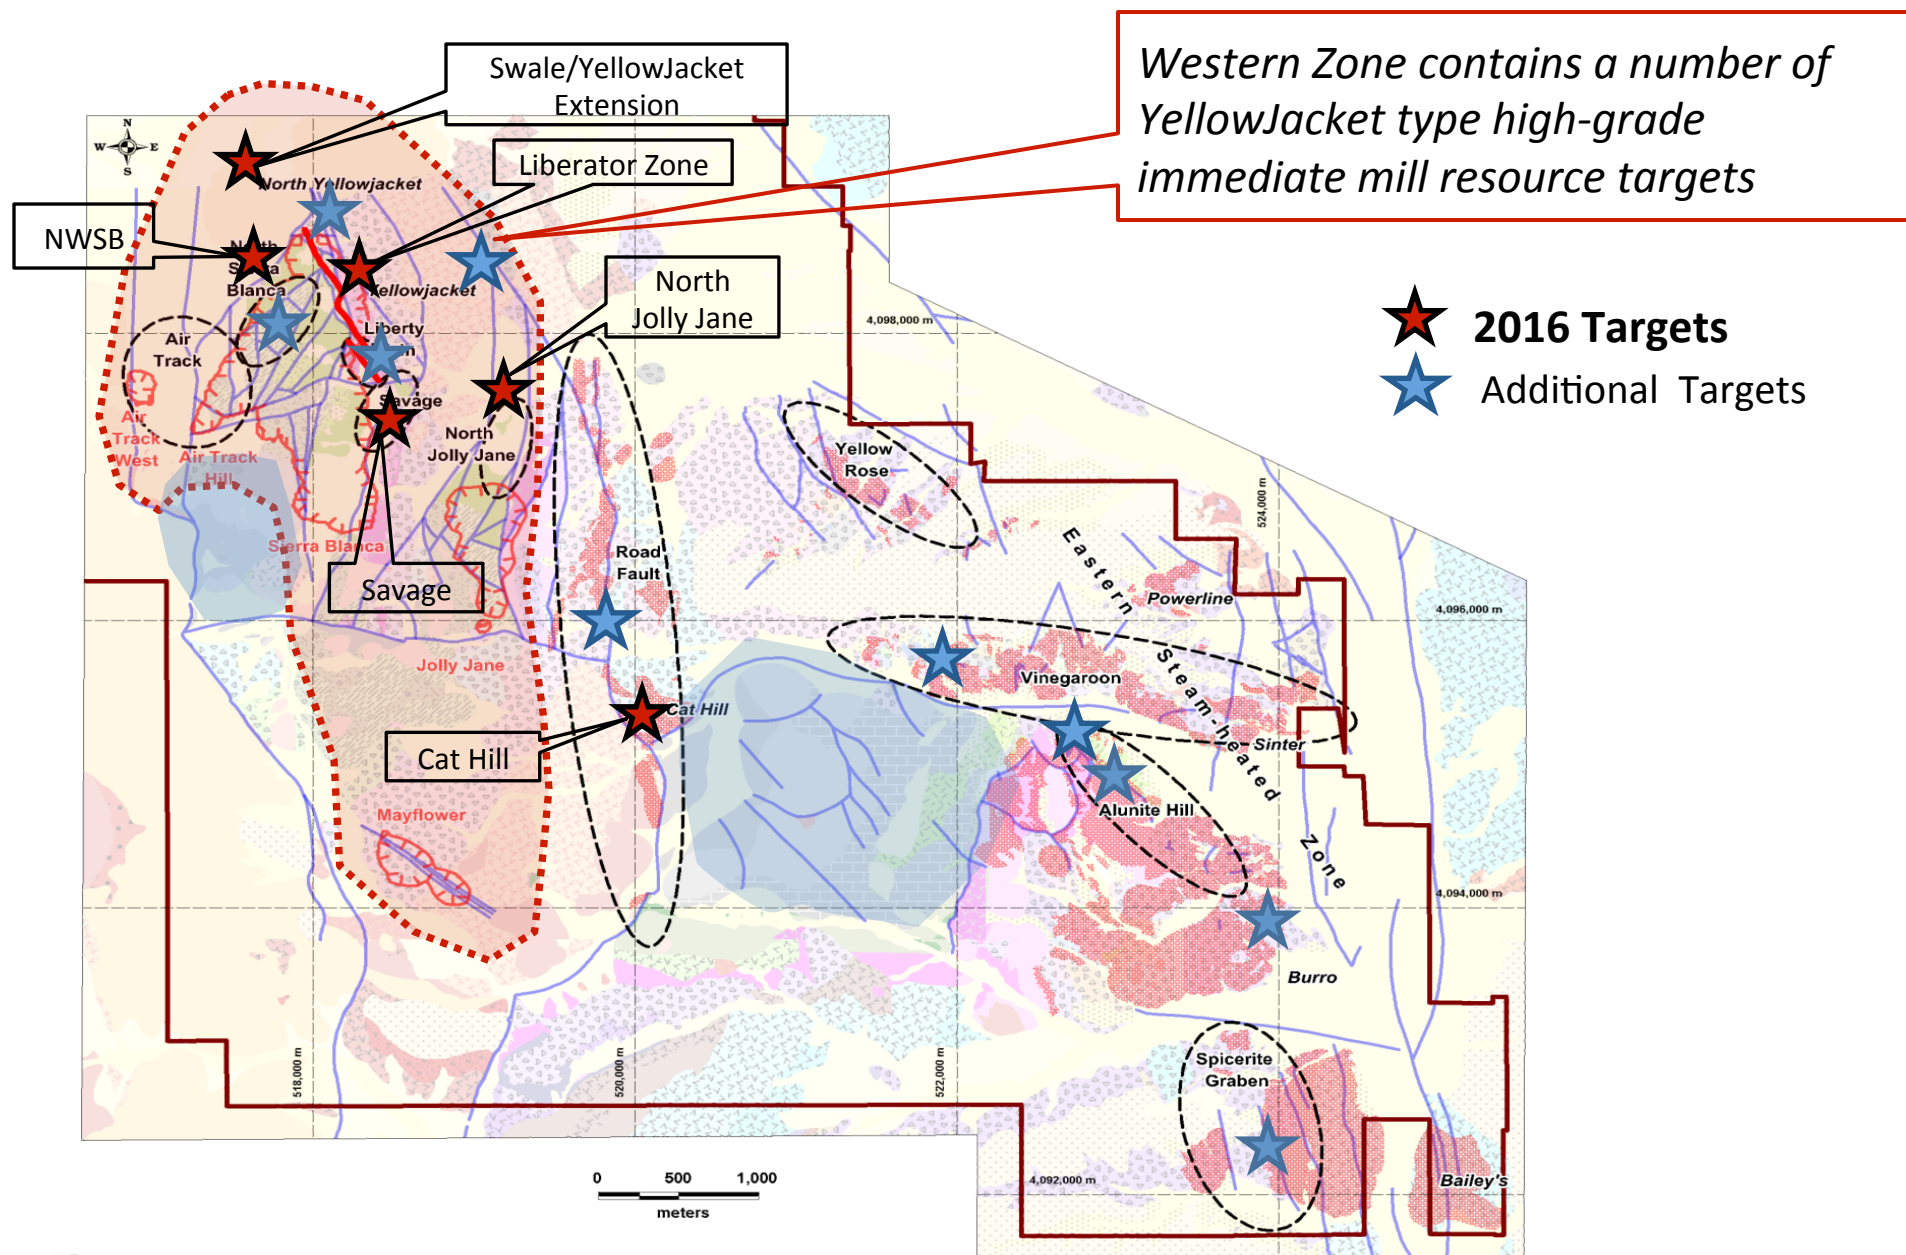 Swale/YellowJacket
Extension
Western Zone contains a number of
YellowJacket type high-grade
immediate mill resource targets
N
W
E
S
Liberator Zone
North Yellowjacket
NWSB
North
Sierra
Blanca
Yellowjacket
North
Jolly Jane
4,098,000 m
2016 Targets
Additional Targets
Air
Track
Liberty
Savage
Air
Track
West
Air Track
Hill
North
Jolly Jane
Yellow
Rose
524,000 m
Sierra Blanca
Savage
Road
Fault
Eastern
Steam-heated
Zone
Powerline
4,096,000 m
Jolly Jane
Vinegaroon
Cat Hill
Cat Hill
Sinter
Mayflower
Alunite Hill
4,094,000 m
Burro
518,000 m
520,000 m
522,000 m
Spicerite
Graben
0 500 1,000
meters
4,092,000 m
Bailey's